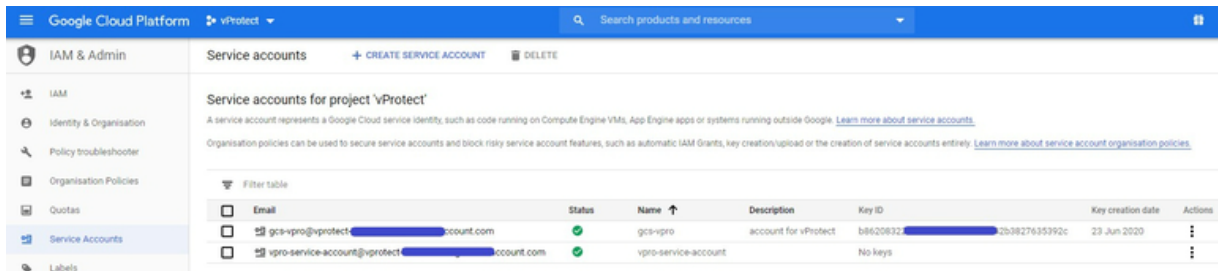 Google Cloud Platform vProtect Search products and resources
IAM & Admin Service accounts + CREATE SERVICE ACCOUNT DELETE
IAM
Service accounts for project 'vProtect'
Identity & Organisation
A service account represents a Google Cloud service identity, such as code running on Compute Engine VMs, App Engine apps or systems running outside Google. Learn more about service accounts.
Policy troubleshooter
Organisation policies can be used to secure service accounts and block risky service account features, such as automatic IAM Grants, key creation/upload or the creation of service accounts entirely. Learn more about service account organisation policies.
Organisation Policies
Filter table
Quotas
Email Status Name ↑ Description Key ID Key creation date Actions
gcs-vpro@vprotect- ccount.com gcs-vpro account for vProtect 2b3827635392c 23 Jun 2020
Service Accounts
vpro-service-account@vprotect- ccount.com vpro-service-account No keys
Labels